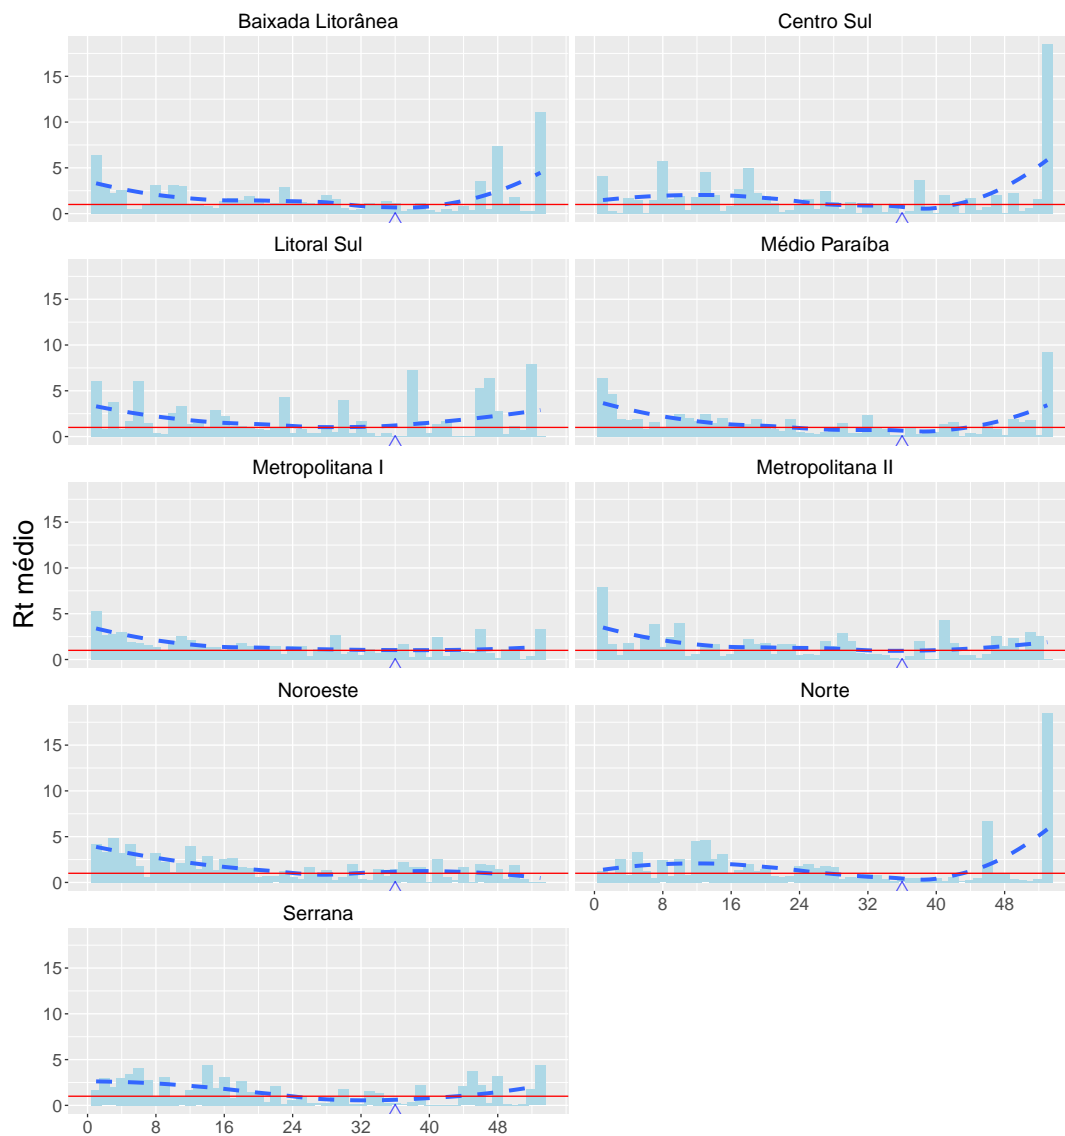 Baixada Litorânea
Centro Sul
15
10
5
0
Litoral Sul
Médio Paraíba
15
10
5
0
Metropolitana I
Metropolitana II
Rt médio
15
10
5
0
Noroeste
Norte
15
10
5
0
0 8 16 24 32 40 48
Serrana
15
10
5
0
0 8 16 24 32 40 48